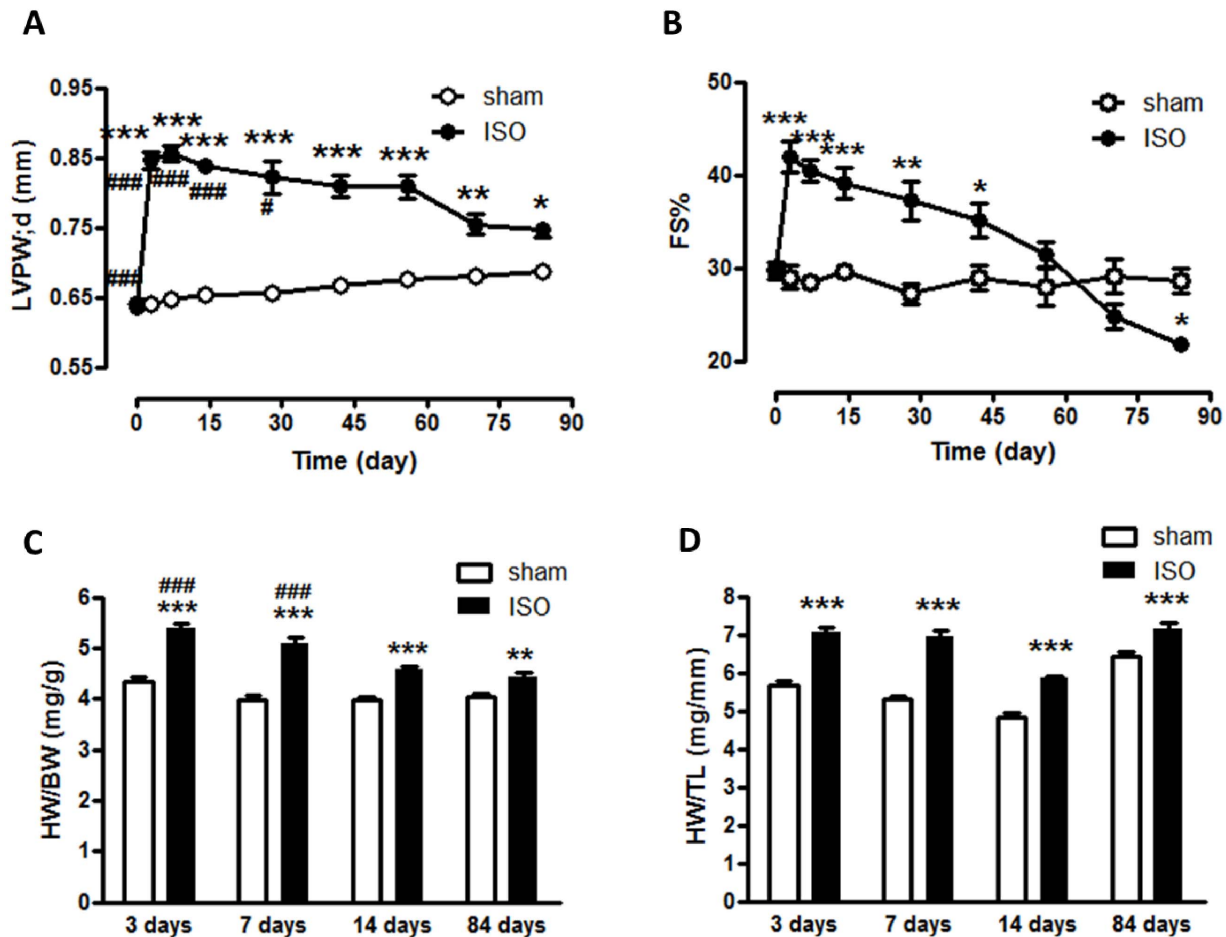 A
LVPW;d (mm)
0.95
0.85
0.75
0.65
0.55
sham
ISO
*** *** *** *** *** *** ** *
### ### ### #
###
0 15 30 45 60 75 90
Time (day)
B
FS%
50
40
30
20
sham
ISO
*** *** *** ** *
*
0 15 30 45 60 75 90
Time (day)
C
HW/BW (mg/g)
6
5
4
3
2
1
0
sham
ISO
### ###
*** *** *** **
3 days 7 days 14 days 84 days
D
HW/TL (mg/mm)
8
7
6
5
4
3
2
1
0
sham
ISO
*** *** *** ***
3 days 7 days 14 days 84 days